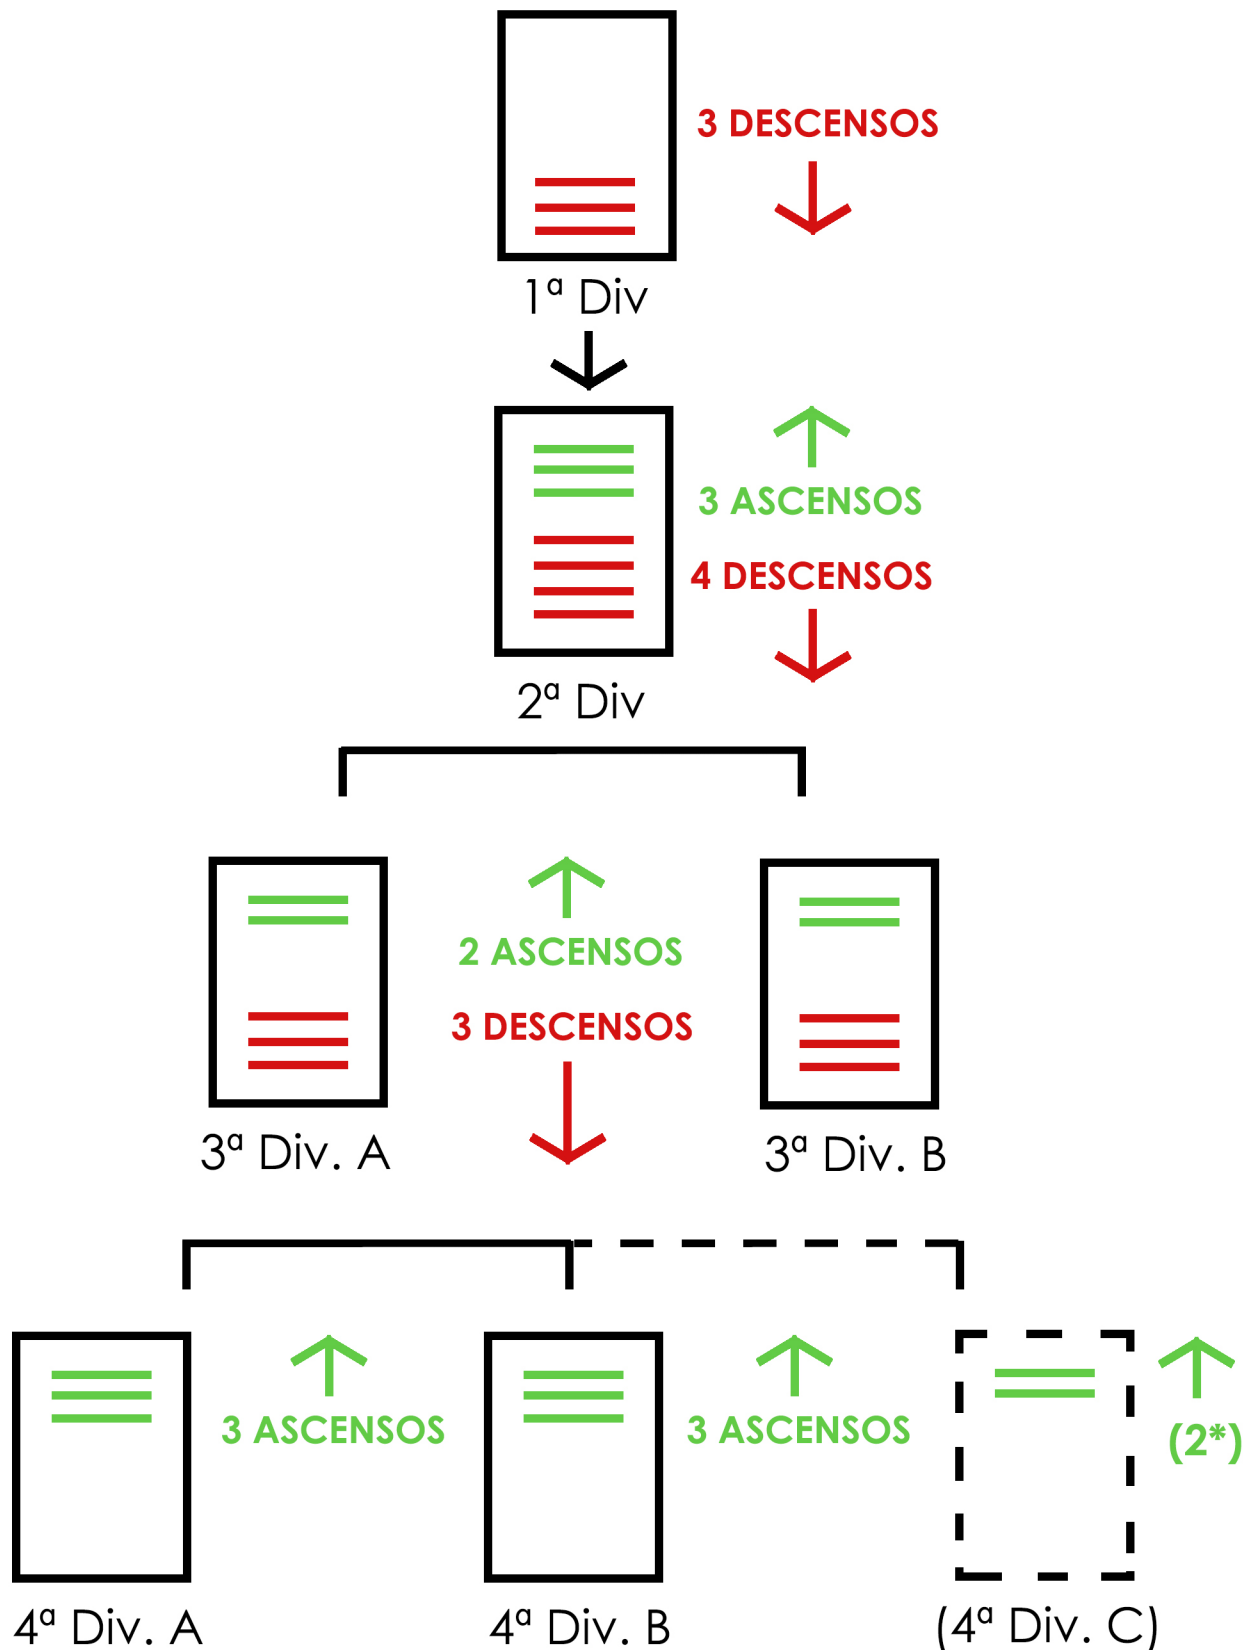 3 DESCENSOS
1ª Div
3 ASCENSOS
4 DESCENSOS
2ª Div
2 ASCENSOS
3 DESCENSOS
3ª Div. A
3ª Div. B
3 ASCENSOS
3 ASCENSOS
(2*)
4ª Div. A
4ª Div. B
(4ª Div. C)